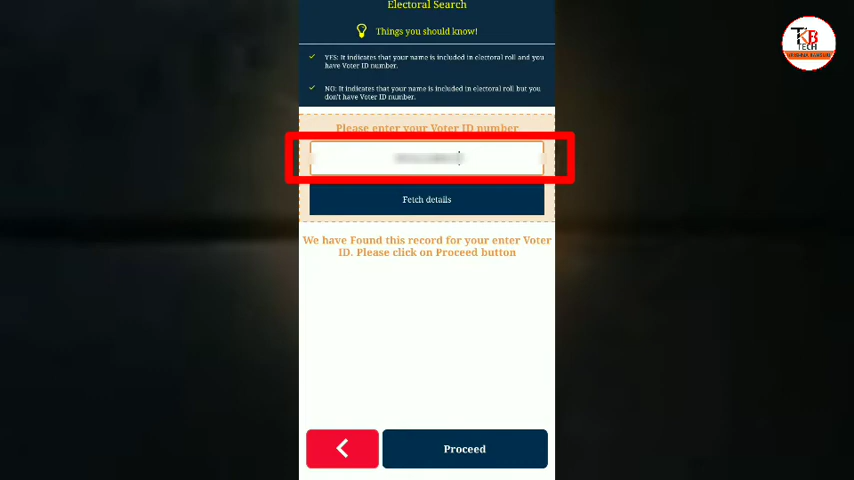 Electoral Search
Things you should know!
YES: It indicates that your name is included in electoral roll and you
have Voter ID number.
NO: It indicates that your name is included in electoral roll but you
don't have Voter ID number.
Please enter your Voter ID number
Fetch details
We have Found this record for your enter Voter
ID. Please click on Proceed button
Proceed
TKB
TECH